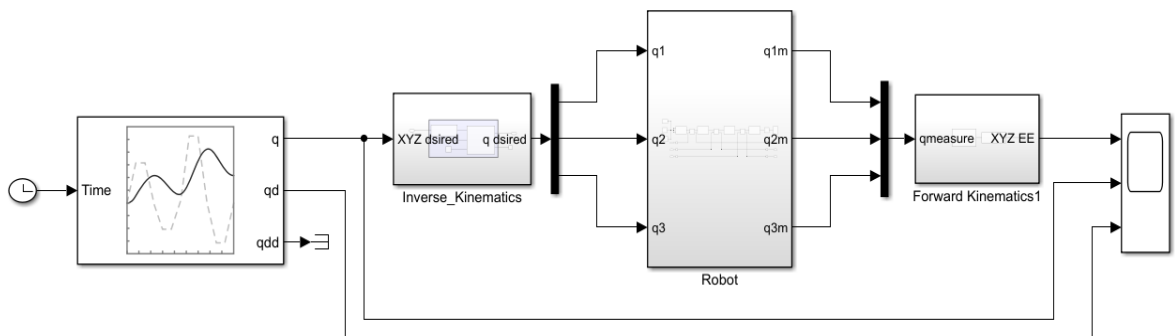 Time
q
qd
qdd
XYZ dsired
q dsired
Inverse_Kinematics
q1
q2
q3
q1m
q2m
q3m
Robot
qmeasure
XYZ EE
Forward Kinematics1